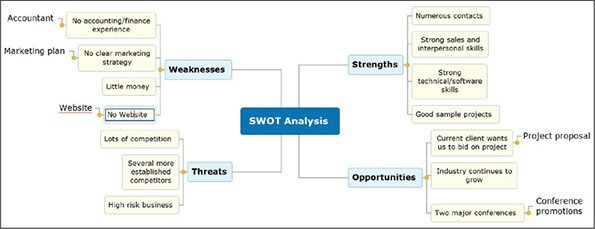 Accountant
No accounting/finance
experience
Marketing plan
No clear marketing
strategy
Little money
Website
No Website
Weaknesses
Lots of competition
Several more
established
competitors
High risk business
Threats
SWOT Analysis
Strengths
Numerous contacts
Strong sales and
interpersonal skills
Strong
technical/software
skills
Good sample projects
Opportunities
Current client wants
us to bid on project
Project proposal
Industry continues to
grow
Two major conferences
Conference
promotions